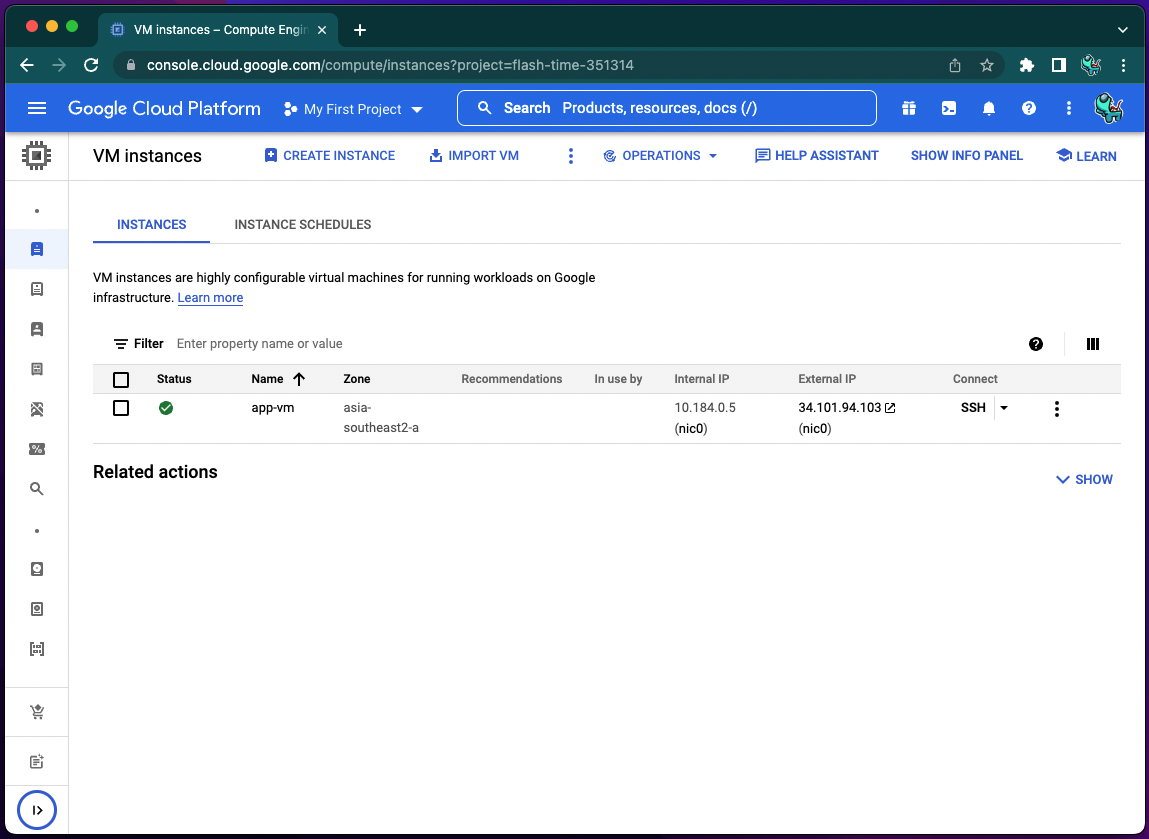 VM instances – Compute Engin
console.cloud.google.com/compute/instances?project=flash-time-351314
Google Cloud Platform My First Project Search Products, resources, docs (/)
VM instances CREATE INSTANCE IMPORT VM OPERATIONS HELP ASSISTANT SHOW INFO PANEL LEARN
INSTANCES INSTANCE SCHEDULES
VM instances are highly configurable virtual machines for running workloads on Google
infrastructure. Learn more
Filter Enter property name or value
Status Name Zone Recommendations In use by Internal IP External IP Connect
app-vm asia- 10.184.0.5 34.101.94.103 SSH
southeast2-a (nic0) (nic0)
Related actions
SHOW